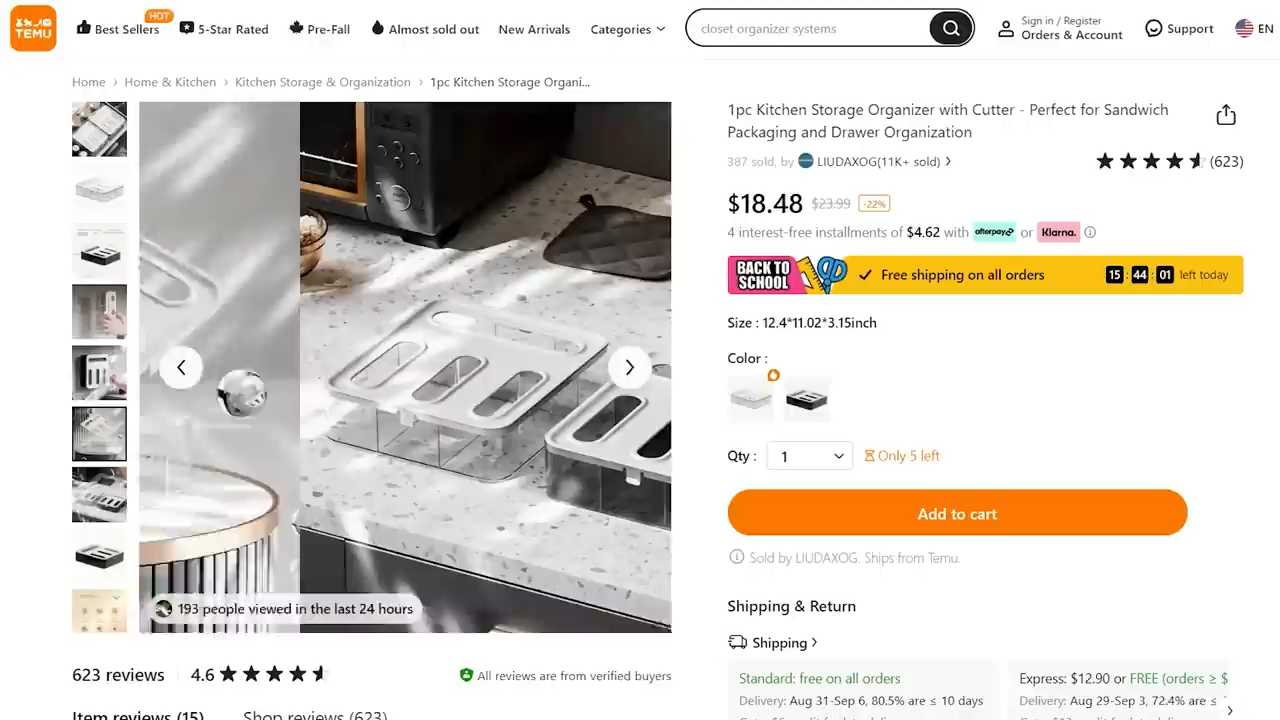 TEMU
Best Sellers
HOT
5-Star Rated
Pre-Fall
Almost sold out
New Arrivals
Categories
closet organizer systems
Sign in / Register
Orders & Account
Support
EN
Home > Home & Kitchen > Kitchen Storage & Organization > 1pc Kitchen Storage Organi...
1pc Kitchen Storage Organizer with Cutter - Perfect for Sandwich
Packaging and Drawer Organization
387 sold, by LIUDAXOG(11K+ sold) >
(623)
$18.48 $23.99 -22%
4 interest-free installments of $4.62 with afterpay or Klarna.
BACK TO
SCHOOL
Free shipping on all orders
15 : 44 : 01 left today
Size : 12.4*11.02*3.15inch
Color :
Qty : 1
Only 5 left
Add to cart
Sold by LIUDAXOG. Ships from Temu.
193 people viewed in the last 24 hours
Shipping & Return
Shipping >
Standard: free on all orders
Delivery: Aug 31-Sep 6, 80.5% are ≤ 10 days
Express: $12.90 or FREE (orders ≥ $
Delivery: Aug 29-Sep 3, 72.4% are ≤
623 reviews
4.6
All reviews are from verified buyers
Item reviews (15)
Shop reviews (623)